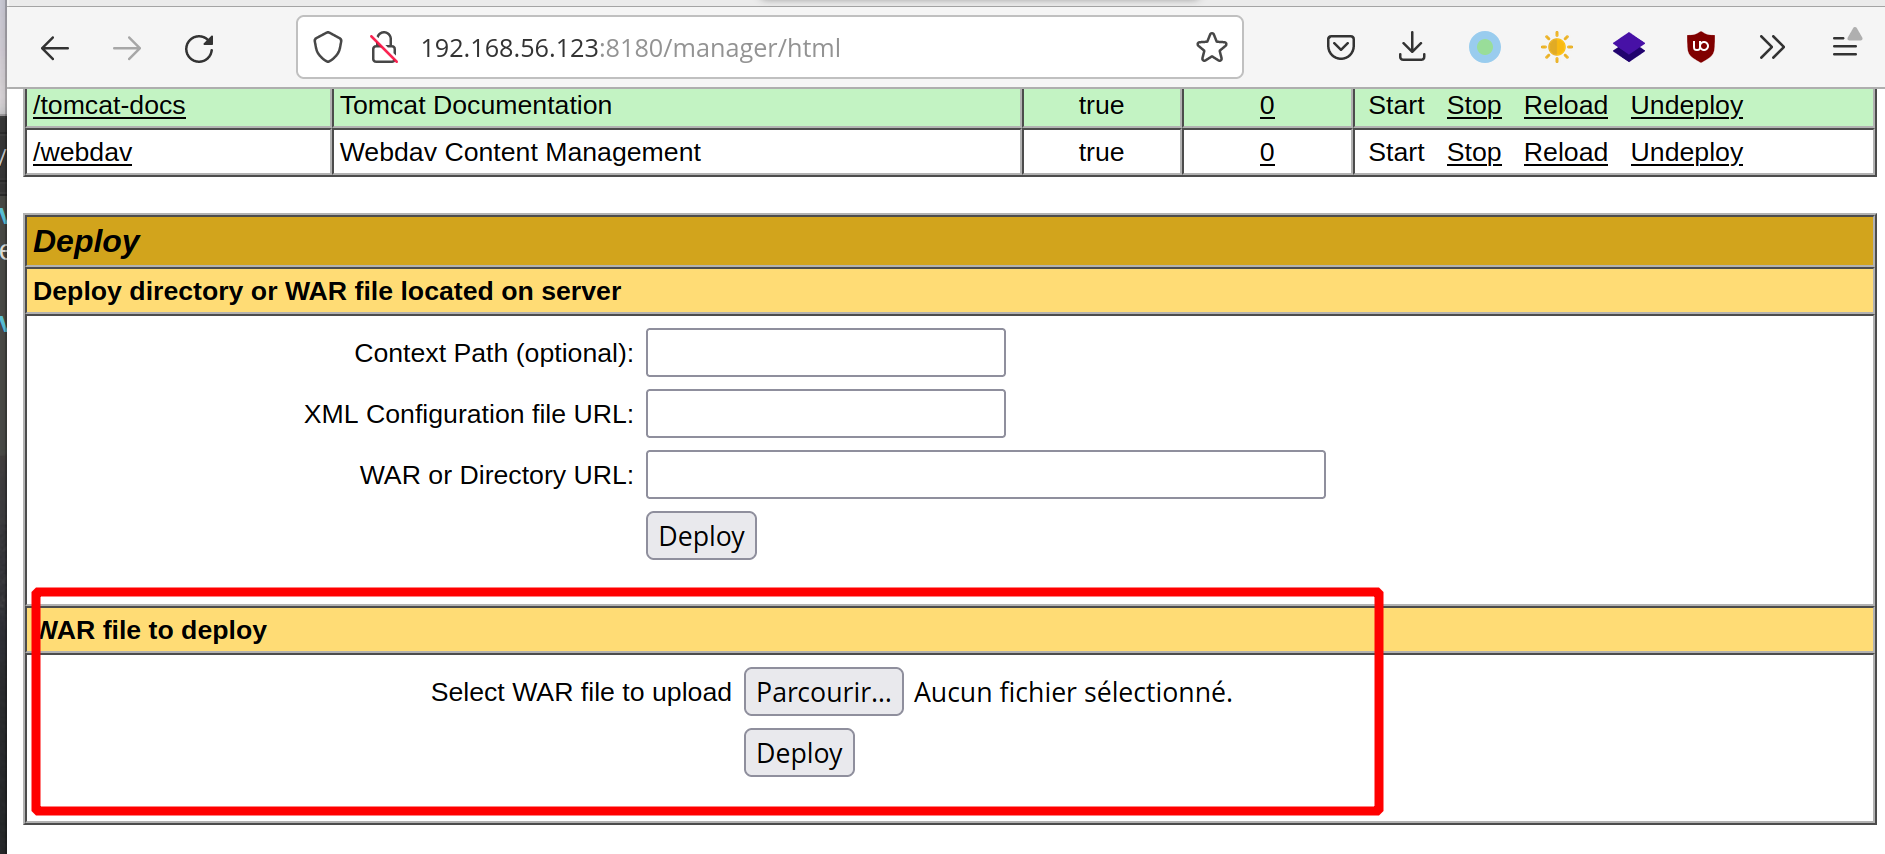 192.168.56.123:8180/manager/html
/tomcat-docs Tomcat Documentation true 0 Start Stop Reload Undeploy
/webdav Webdav Content Management true 0 Start Stop Reload Undeploy
Deploy
Deploy directory or WAR file located on server
Context Path (optional):
XML Configuration file URL:
WAR or Directory URL:
Deploy
WAR file to deploy
Select WAR file to upload Parcourir... Aucun fichier sélectionné.
Deploy